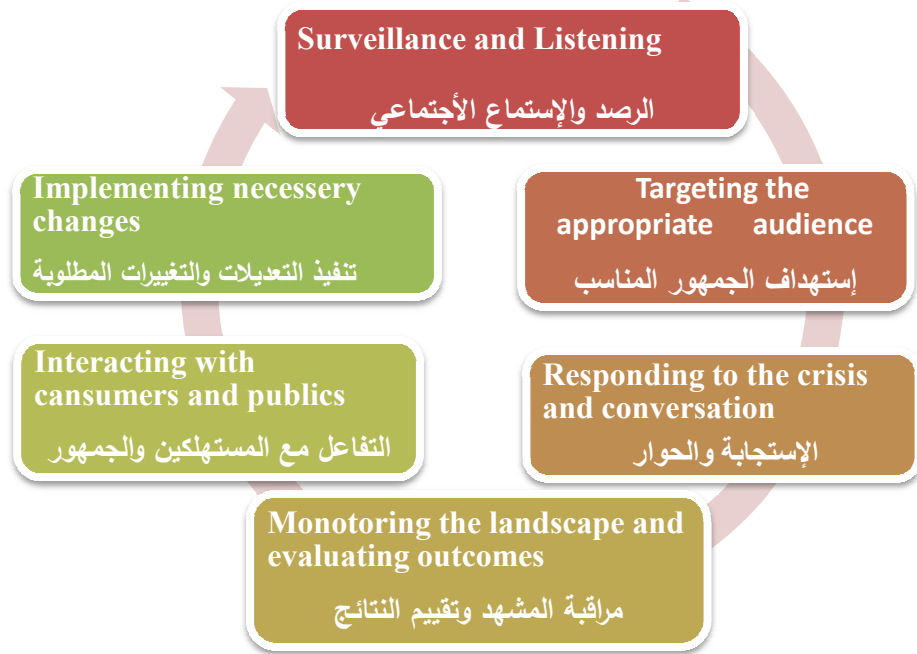 Surveillance and Listening
الرصد والإستماع الأجتماعي
Targeting the
appropriate audience
إستهداف الجمهور المناسب
Responding to the crisis
and conversation
الإستجابة والحوار
Monotoring the landscape and
evaluating outcomes
مراقبة المشهد وتقييم النتائج
Interacting with
cansumers and publics
التفاعل مع المستهلكين والجمهور
Implementing necessery
changes
تنفيذ التعديلات والتغييرات المطلوبة